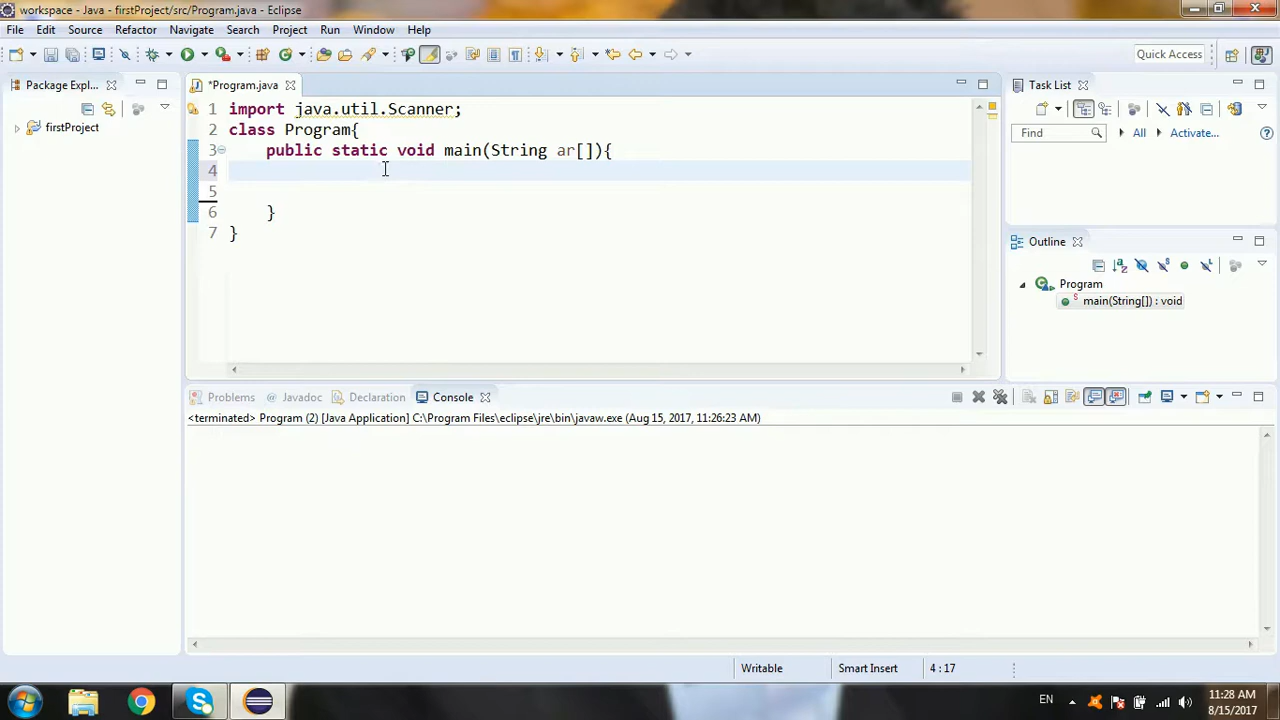 workspace - Java - firstProject/src/Program.java - Eclipse
File Edit Source Refactor Navigate Search Project Run Window Help
Quick Access
Package Expl...
*Program.java
Task List
1 import java.util.Scanner;
2 class Program{
3 public static void main(String ar[]){
4
5
6 }
7 }
firstProject
Find All Activate...
Outline
Program
main(String[]) : void
Problems Javadoc Declaration Console
<terminated> Program (2) [Java Application] C:\Program Files\eclipse\jre\bin\javaw.exe (Aug 15, 2017, 11:26:23 AM)
Writable Smart Insert 4 : 17
EN
11:28 AM
8/15/2017